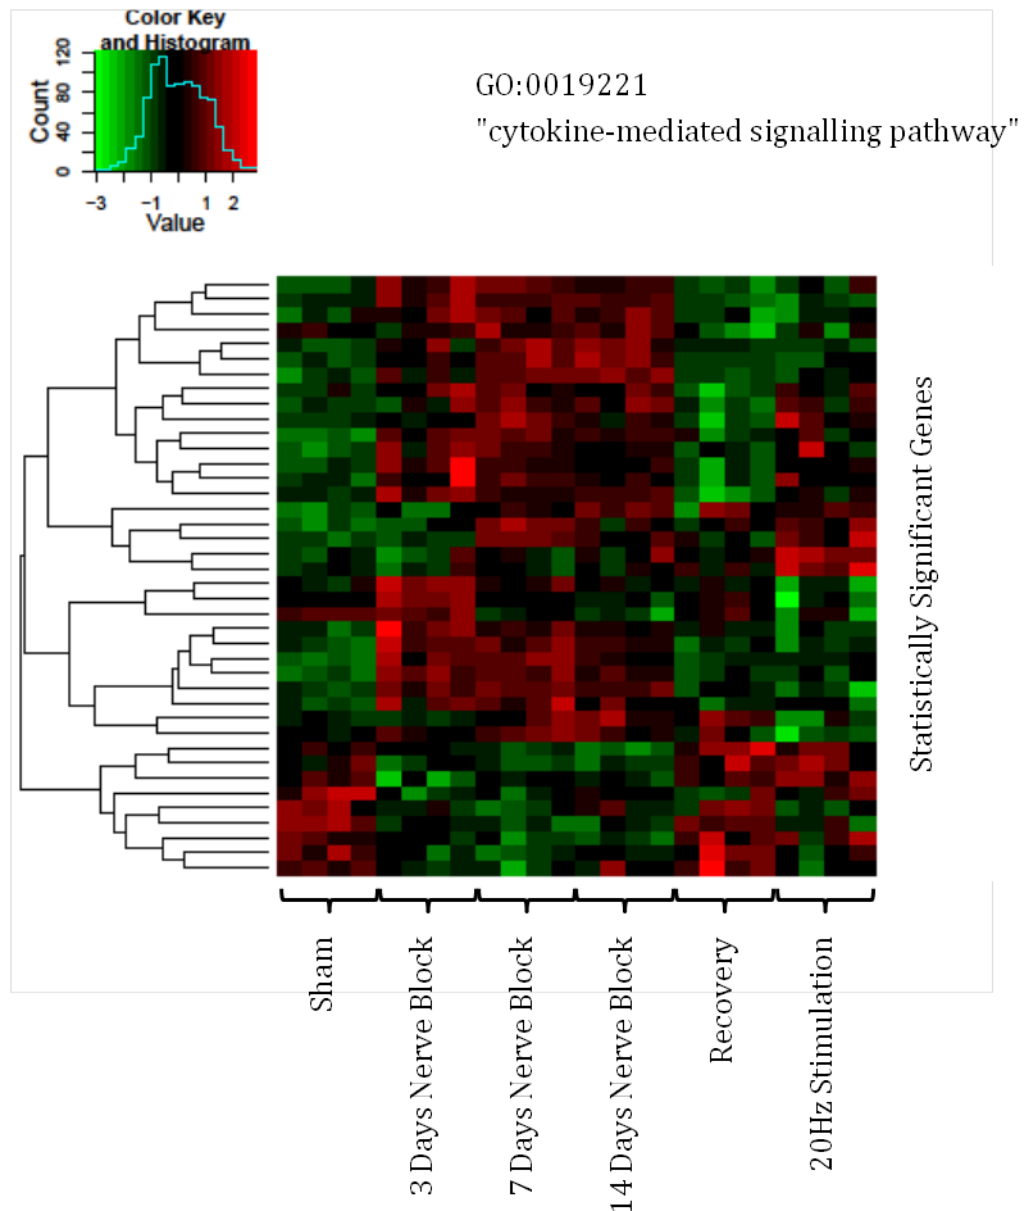 Color Key
and Histogram
Count
0 40 80 120
−3 −1 1 2
Value
GO:0019221
"cytokine-mediated signalling pathway"
Statistically Significant Genes
Sham
3 Days Nerve Block
7 Days Nerve Block
14 Days Nerve Block
Recovery
20Hz Stimulation